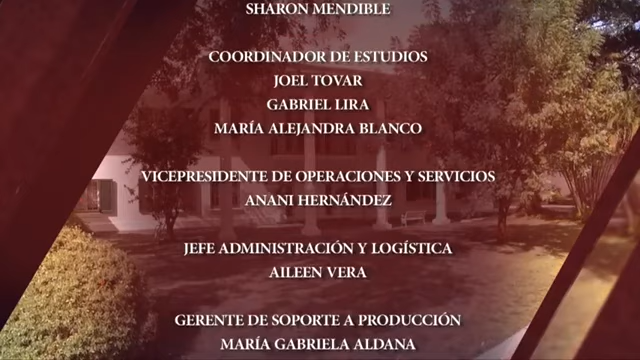 SHARON MENDIBLE
COORDINADOR DE ESTUDIOS
JOEL TOVAR
GABRIEL LIRA
MARÍA ALEJANDRA BLANCO
VICEPRESIDENTE DE OPERACIONES Y SERVICIOS
ANANI HERNÁNDEZ
JEFE ADMINISTRACIÓN Y LOGÍSTICA
AILEEN VERA
GERENTE DE SOPORTE A PRODUCCIÓN
MARÍA GABRIELA ALDANA